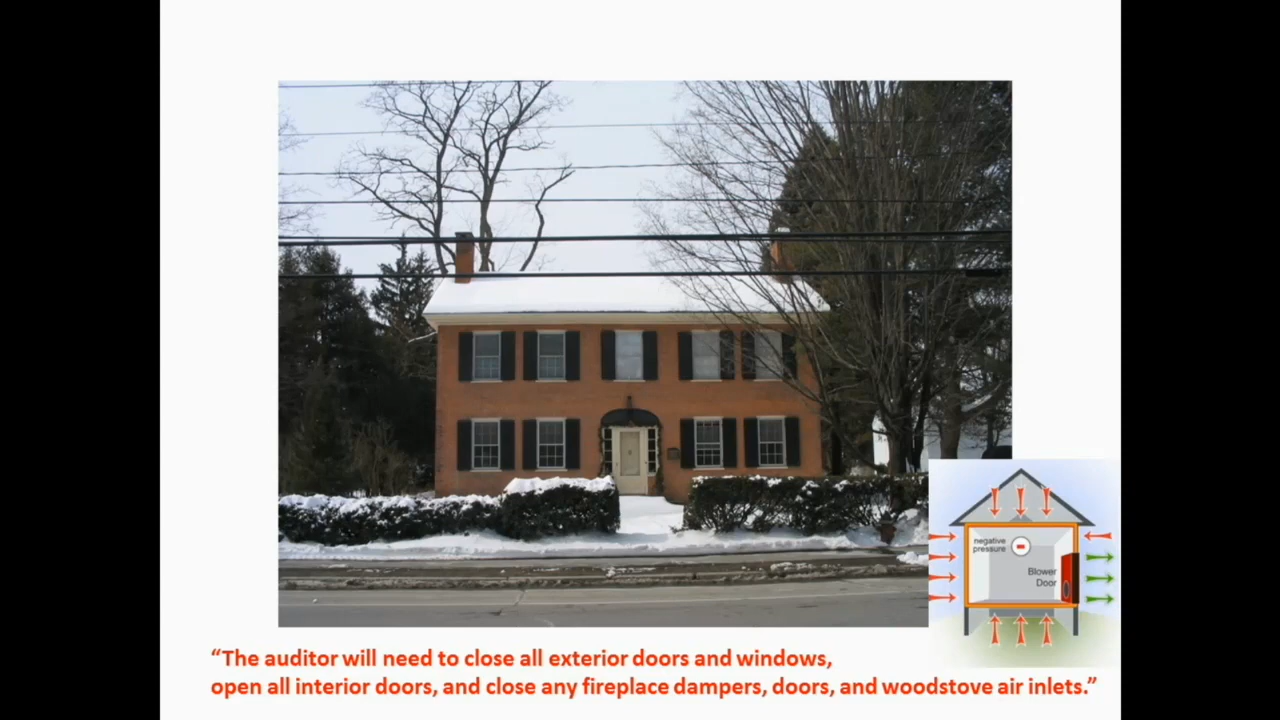 negative
pressure
Blower
Door
“The auditor will need to close all exterior doors and windows,
open all interior doors, and close any fireplace dampers, doors, and woodstove air inlets.”